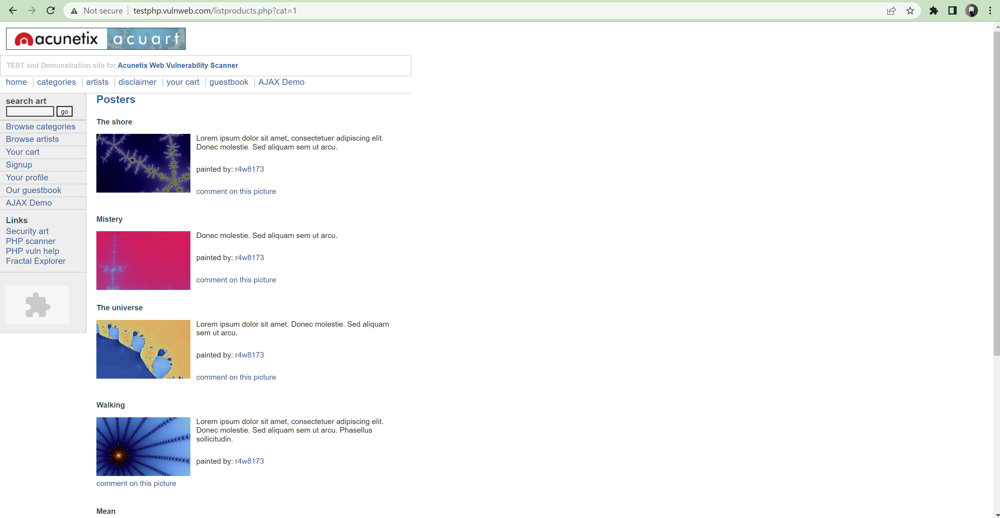 Not secure | testphp.vulnweb.com/listproducts.php?cat=1
acunetix acuart
TEST and Demonstration site for Acunetix Web Vulnerability Scanner
home | categories | artists | disclaimer | your cart | guestbook | AJAX Demo
search art
go
Browse categories
Browse artists
Your cart
Signup
Your profile
Our guestbook
AJAX Demo
Links
Security art
PHP scanner
PHP vuln help
Fractal Explorer
Posters
The shore
Lorem ipsum dolor sit amet, consectetuer adipiscing elit.
Donec molestie. Sed aliquam sem ut arcu.
painted by: r4w8173
comment on this picture
Mistery
Donec molestie. Sed aliquam sem ut arcu.
painted by: r4w8173
comment on this picture
The universe
Lorem ipsum dolor sit amet. Donec molestie. Sed aliquam
sem ut arcu.
painted by: r4w8173
comment on this picture
Walking
Lorem ipsum dolor sit amet, consectetuer adipiscing elit.
Donec molestie. Sed aliquam sem ut arcu. Phasellus
sollicitudin.
painted by: r4w8173
comment on this picture
Mean